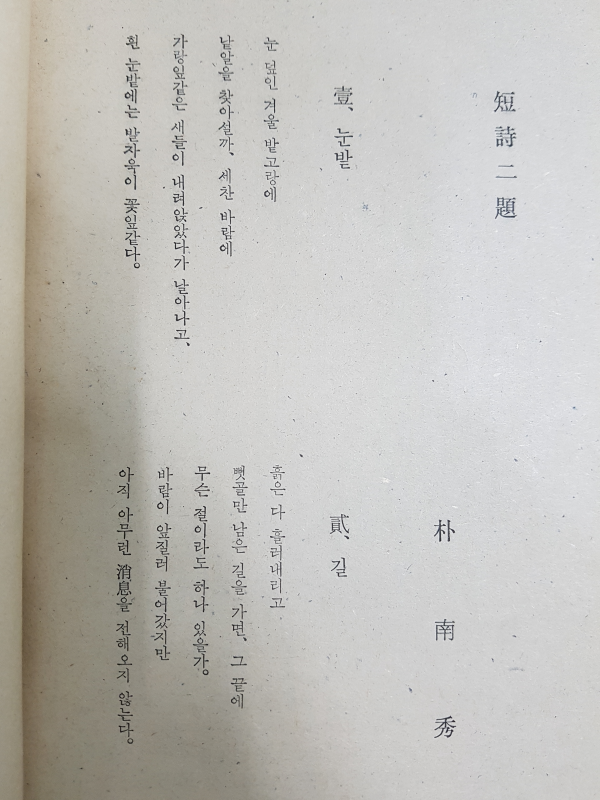 短詩二題
朴南秀
壹、눈밭
눈 덮인 겨울 밭고랑에
낱알을 찾아설까、세찬 바람에
가랑잎같은 새들이 내려앉았다가 날아나고、
흰 눈밭에는 발자욱이 꽃잎같다。
貳、길
흙은 다 흘러내리고
뼛골만 남은 길을 가면、그 끝에
무슨 절이라도 하나 있을가。
바람이 앞질러 불어갔지만
아직 아무런 消息을 전해오지 않는다。